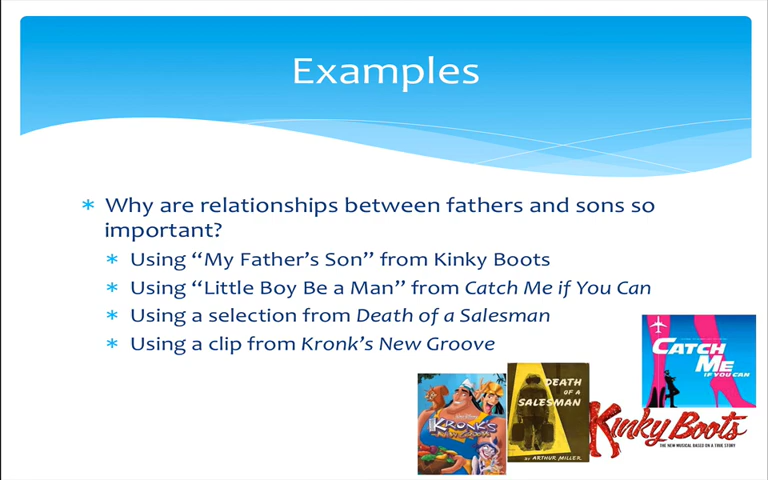 Examples
* Why are relationships between fathers and sons so
important?
* Using “My Father’s Son” from Kinky Boots
* Using “Little Boy Be a Man” from Catch Me if You Can
* Using a selection from Death of a Salesman
* Using a clip from Kronk’s New Groove
CATCH
ME
IF YOU CAN
DEATH
OF A
SALESMAN
BY ARTHUR MILLER
KRONK'S
NEW GROOVE
Kinky Boots
THE NEW MUSICAL BASED ON A TRUE STORY